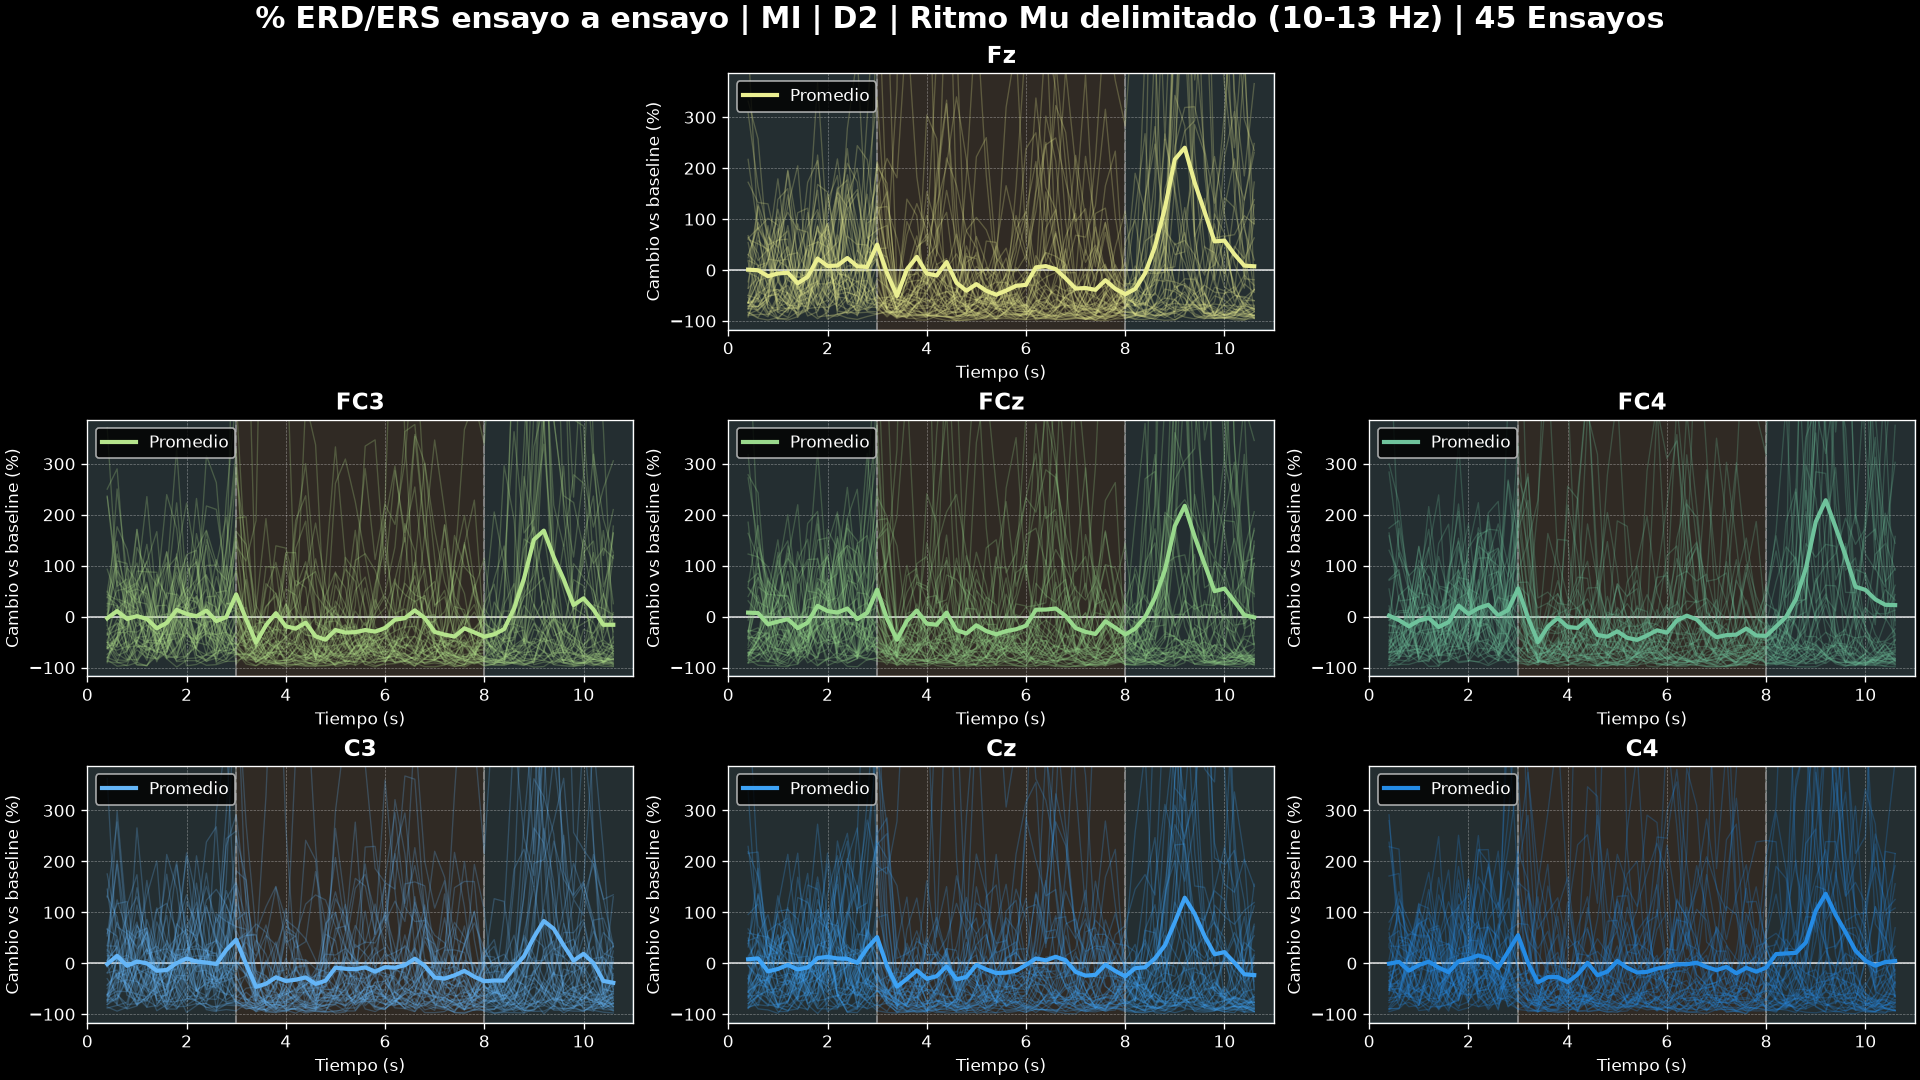 % ERD/ERS ensayo a ensayo | MI | D2 | Ritmo Mu delimitado (10-13 Hz) | 45 Ensayos
Fz
Promedio
Cambio vs baseline (%)
300
200
100
0
−100
0 2 4 6 8 10
Tiempo (s)
FC3
Promedio
Cambio vs baseline (%)
300
200
100
0
−100
0 2 4 6 8 10
Tiempo (s)
FCz
Promedio
Cambio vs baseline (%)
300
200
100
0
−100
0 2 4 6 8 10
Tiempo (s)
FC4
Promedio
Cambio vs baseline (%)
300
200
100
0
−100
0 2 4 6 8 10
Tiempo (s)
C3
Promedio
Cambio vs baseline (%)
300
200
100
0
−100
0 2 4 6 8 10
Tiempo (s)
Cz
Promedio
Cambio vs baseline (%)
300
200
100
0
−100
0 2 4 6 8 10
Tiempo (s)
C4
Promedio
Cambio vs baseline (%)
300
200
100
0
−100
0 2 4 6 8 10
Tiempo (s)